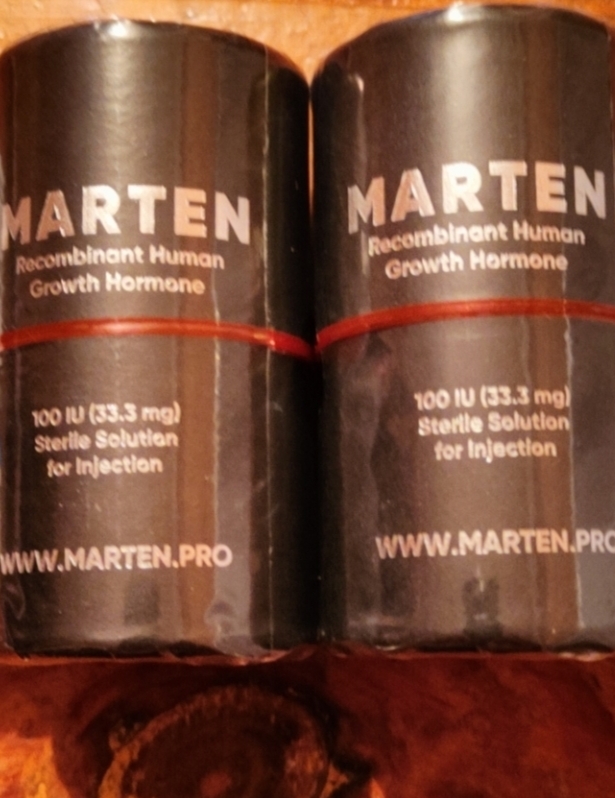 MARTEN
Recombinant Human
Growth Hormone
100 IU (33.3 mg)
Sterile Solution
for Injection
WWW.MARTEN.PRO
MARTEN
Recombinant Human
Growth Hormone
100 IU (33.3 mg)
Sterile Solution
for Injection
WWW.MARTEN.PRO